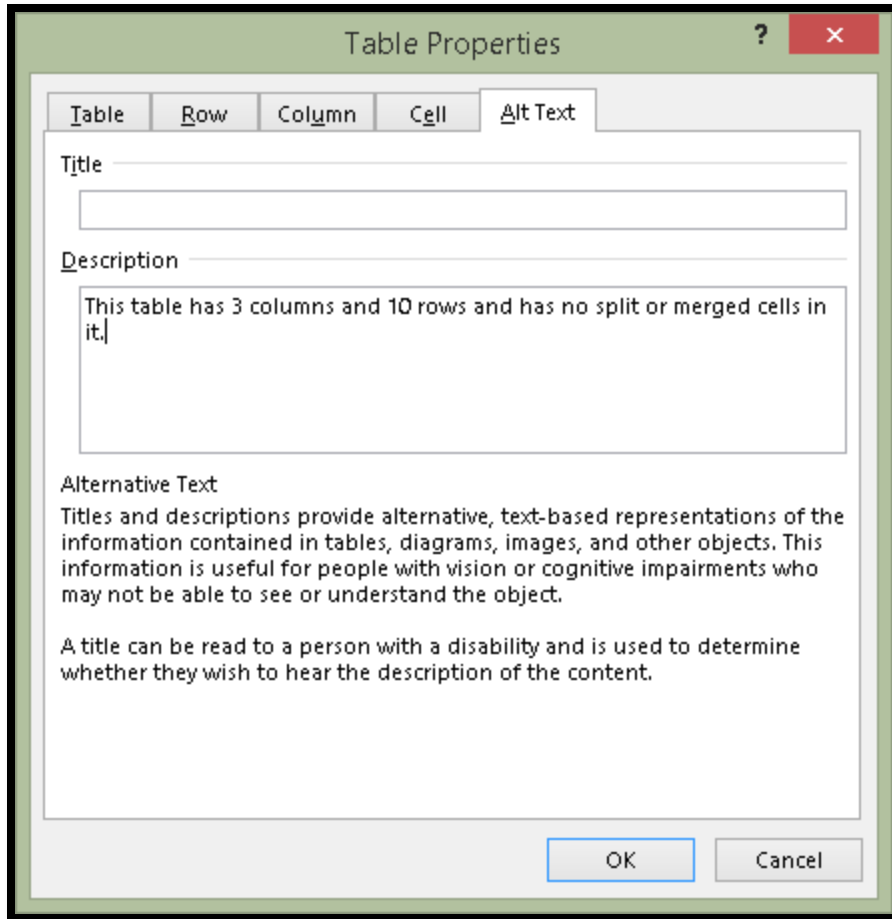 Table Properties ? ×
Table Row Column Cell Alt Text
Title
Description
This table has 3 columns and 10 rows and has no split or merged cells in
it.
Alternative Text
Titles and descriptions provide alternative, text-based representations of the
information contained in tables, diagrams, images, and other objects. This
information is useful for people with vision or cognitive impairments who
may not be able to see or understand the object.
A title can be read to a person with a disability and is used to determine
whether they wish to hear the description of the content.
OK Cancel